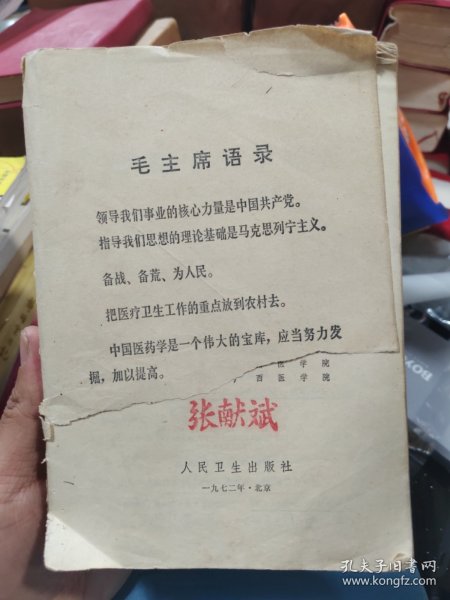 毛主席语录
领导我们事业的核心力量是中国共产党。
指导我们思想的理论基础是马克思列宁主义。
备战、备荒、为人民。
把医疗卫生工作的重点放到农村去。
中国医药学是一个伟大的宝库，应当努力发
掘，加以提高。
医学院
西医学院
张献斌
人民卫生出版社
一九七二年·北京
孔夫子旧书网
www.kongfz.com